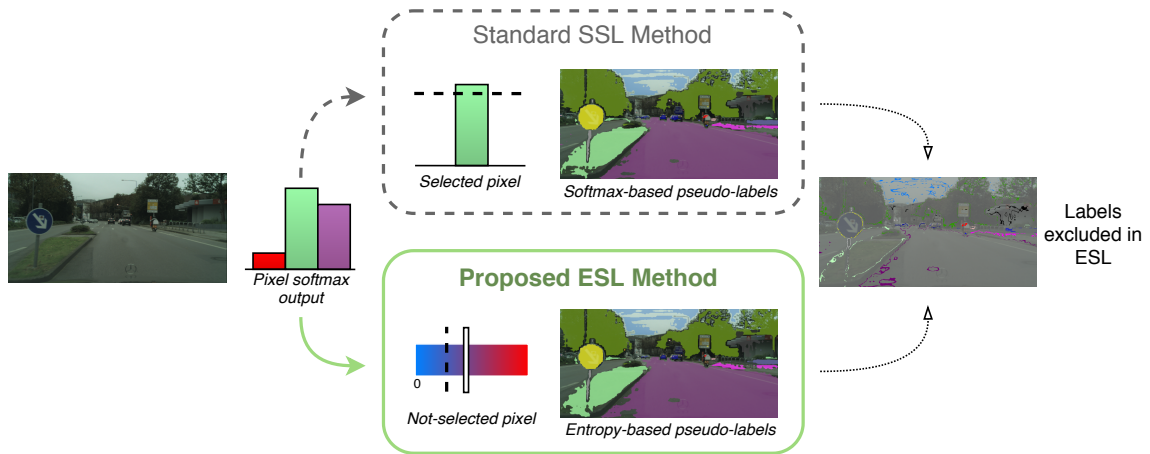 Standard SSL Method
Selected pixel
Softmax-based pseudo-labels
Pixel softmax
output
Proposed ESL Method
0
Not-selected pixel
Entropy-based pseudo-labels
Labels
excluded in
ESL